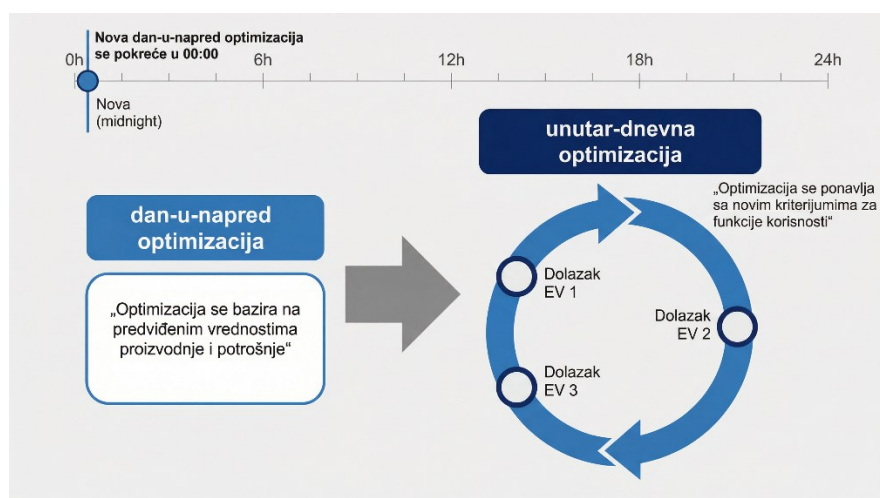 Nova dan-u-napred optimizacija
se pokreće u 00:00
0h
6h
12h
18h
24h
Nova
(midnight)
dan-u-napred
optimizacija
„Optimizacija se bazira na
predviđenim vrednostima
proizvodnje i potrošnje“
unutar-dnevna
optimizacija
„Optimizacija se ponavlja
sa novim kriterijumima za
funkcije korisnosti“
Dolazak
EV 1
Dolazak
EV 2
Dolazak
EV 3